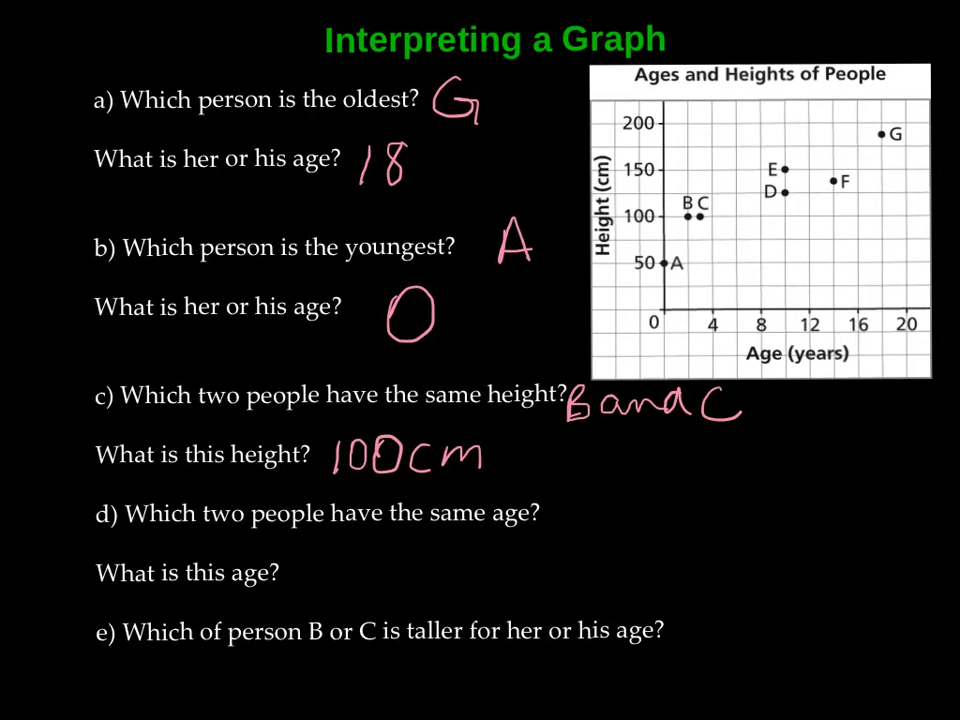 Interpreting a Graph
a) Which person is the oldest? G
What is her or his age? 18
b) Which person is the youngest? A
What is her or his age? 0
c) Which two people have the same height? B and C
What is this height? 100cm
d) Which two people have the same age?
What is this age?
e) Which of person B or C is taller for her or his age?
Ages and Heights of People
Height (cm)
200
150
100
50
0
4 8 12 16 20
Age (years)
A
B C
D
E
F
G